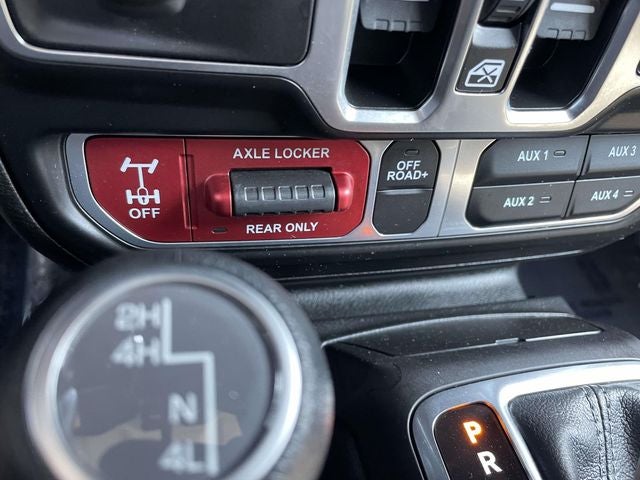 AXLE LOCKER
OFF
REAR ONLY
OFF
ROAD+
AUX 1
AUX 3
AUX 2
AUX 4
2H
4H
N
4L
P
R